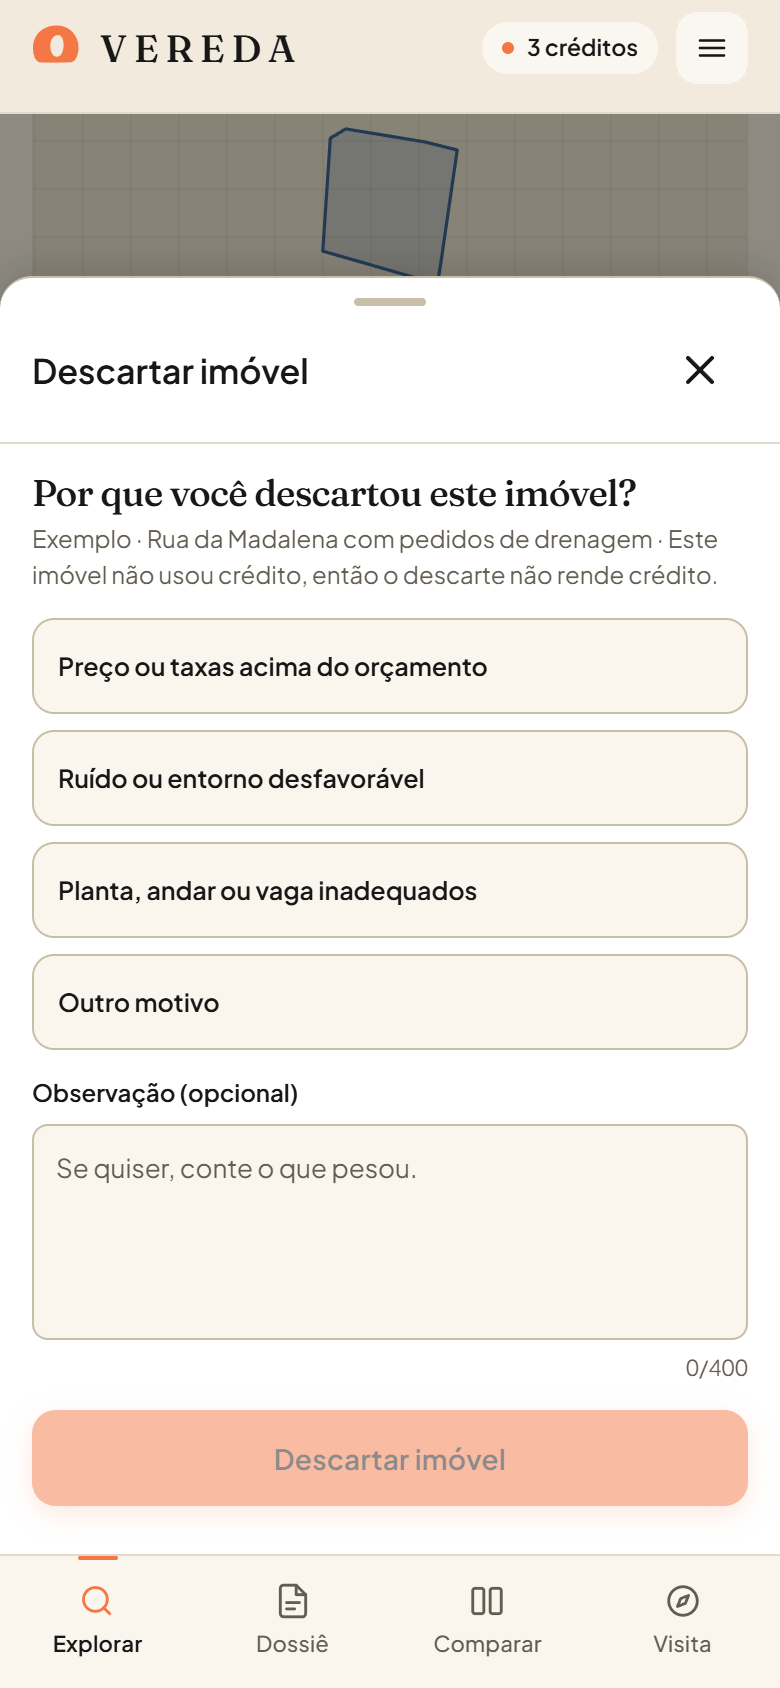 VEREDA
3 créditos
Descartar imóvel
Por que você descartou este imóvel?
Exemplo · Rua da Madalena com pedidos de drenagem · Este
imóvel não usou crédito, então o descarte não rende crédito.
Preço ou taxas acima do orçamento
Ruído ou entorno desfavorável
Planta, andar ou vaga inadequados
Outro motivo
Observação (opcional)
Se quiser, conte o que pesou.
0/400
Descartar imóvel
Explorar
Dossiê
Comparar
Visita